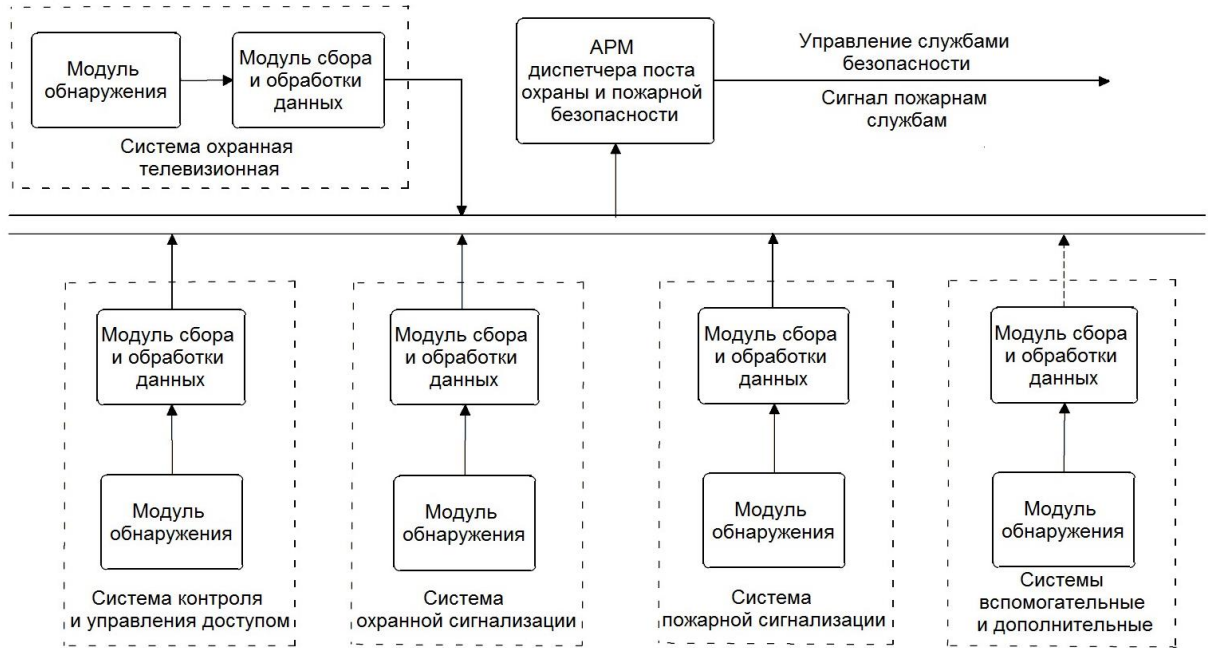 Модуль
обнаружения
Модуль сбора
и обработки
данных
Система охранная
телевизионная
АРМ
диспетчера поста
охраны и пожарной
безопасности
Управление службами
безопасности
Сигнал пожарнам
службам
Модуль сбора
и обработки
данных
Модуль
обнаружения
Система контроля
и управления доступом
Модуль сбора
и обработки
данных
Модуль
обнаружения
Система
охранной сигнализации
Модуль сбора
и обработки
данных
Модуль
обнаружения
Система
пожарной сигнализации
Модуль сбора
и обработки
данных
Модуль
обнаружения
Системы
вспомогательные
и дополнительные